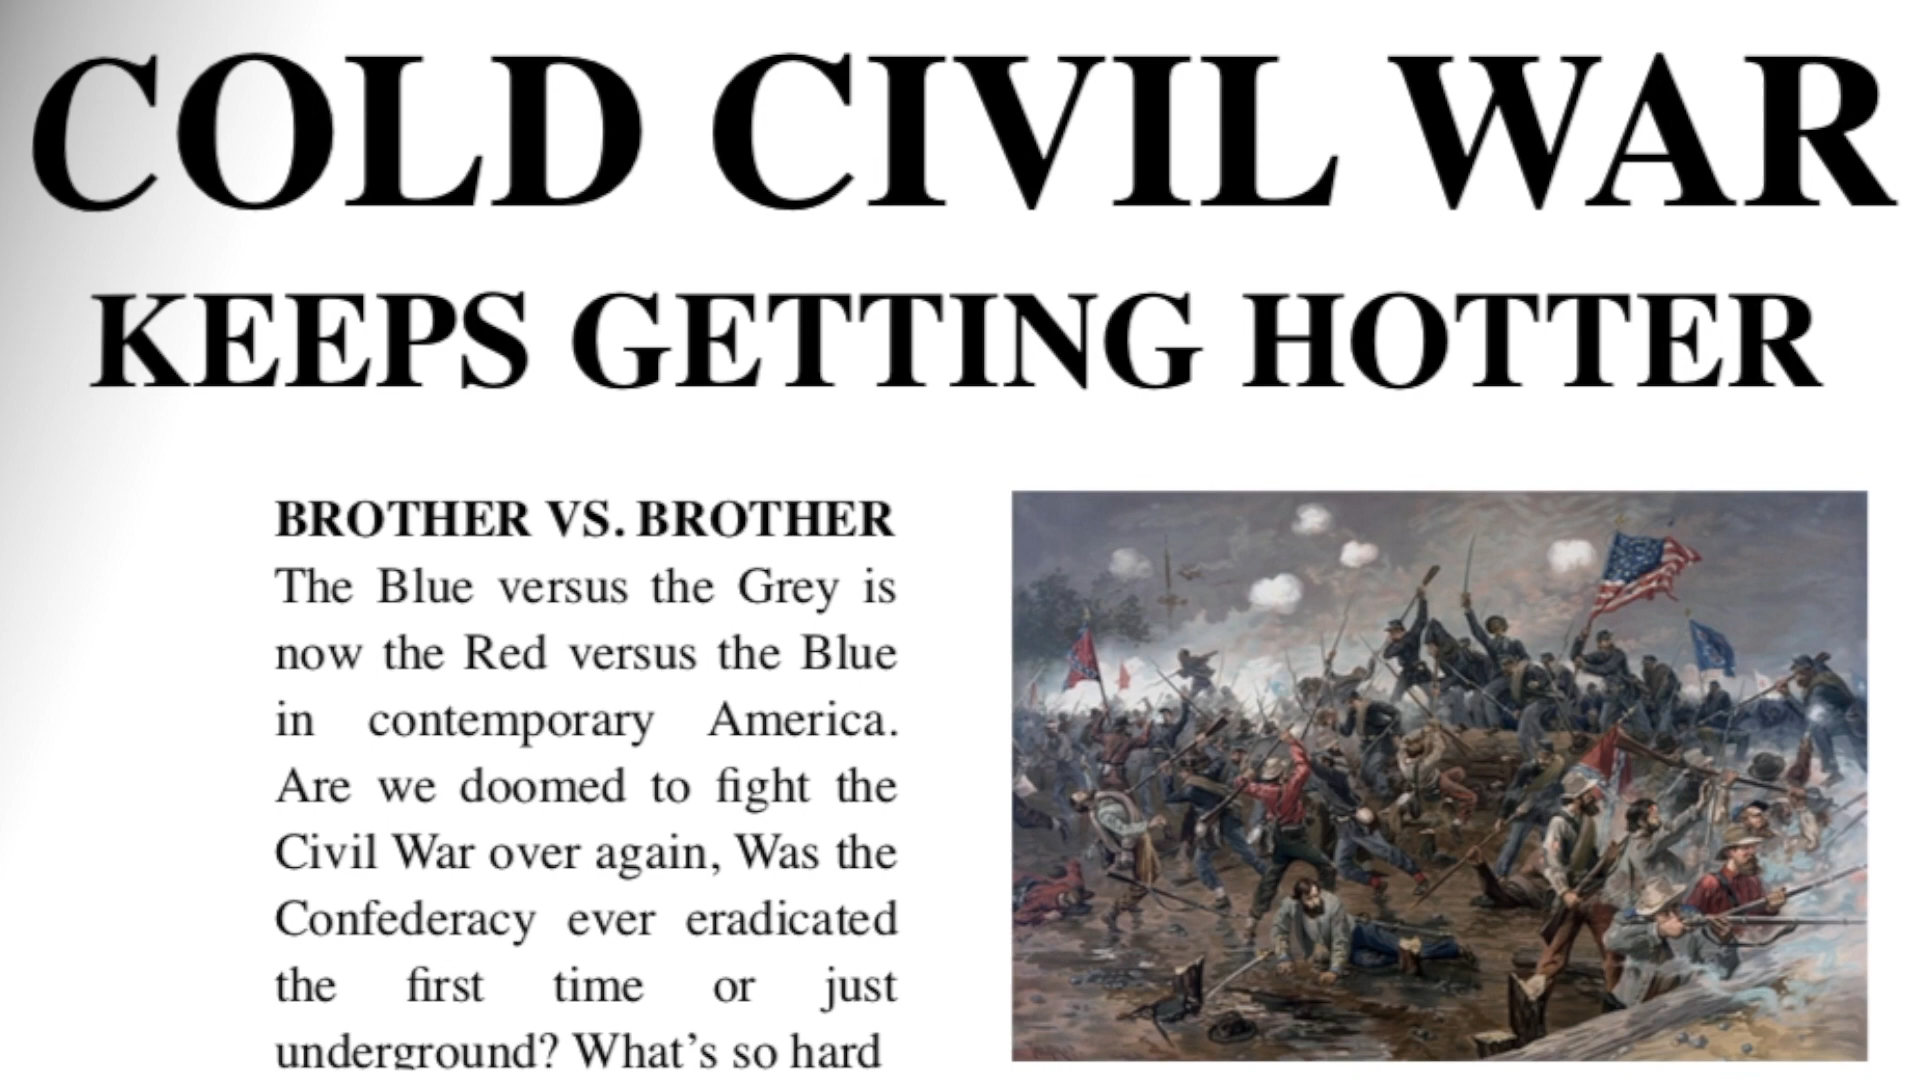 COLD CIVIL WAR
KEEPS GETTING HOTTER
BROTHER VS. BROTHER
The Blue versus the Grey is
now the Red versus the Blue
in contemporary America.
Are we doomed to fight the
Civil War over again, Was the
Confederacy ever eradicated
the first time or just
underground? What's so hard